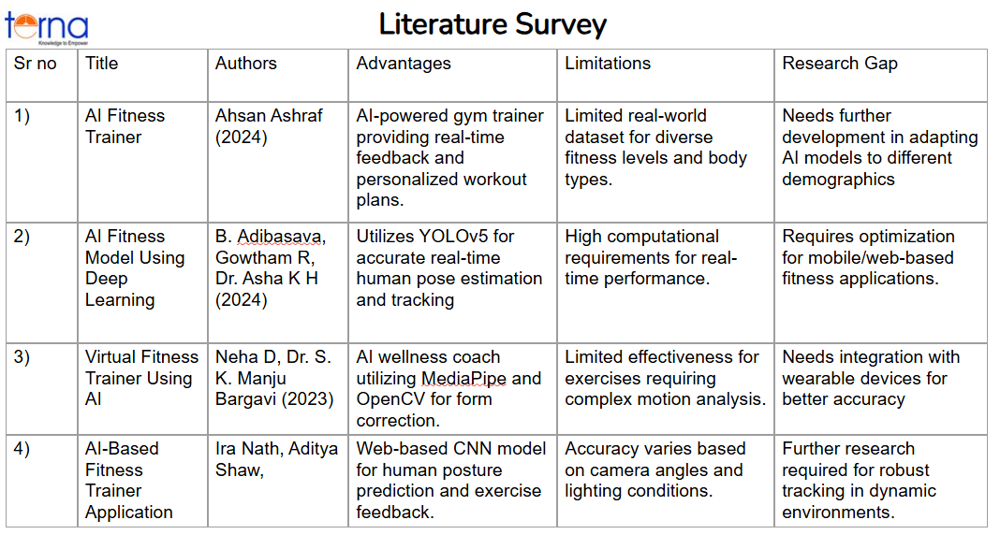 terna
Knowledge to Empower
Literature Survey
Sr no
Title
Authors
Advantages
Limitations
Research Gap
1)
AI Fitness
Trainer
Ahsan Ashraf
(2024)
AI-powered gym trainer
providing real-time
feedback and
personalized workout
plans.
Limited real-world
dataset for diverse
fitness levels and body
types.
Needs further
development in adapting
AI models to different
demographics
2)
AI Fitness
Model Using
Deep
Learning
B. Adibasava,
Gowtham R,
Dr. Asha K H
(2024)
Utilizes YOLOv5 for
accurate real-time
human pose estimation
and tracking
High computational
requirements for real-
time performance.
Requires optimization
for mobile/web-based
fitness applications.
3)
Virtual Fitness
Trainer Using
AI
Neha D, Dr. S.
K. Manju
Bargavi (2023)
AI wellness coach
utilizing MediaPipe and
OpenCV for form
correction.
Limited effectiveness for
exercises requiring
complex motion analysis.
Needs integration with
wearable devices for
better accuracy
4)
AI-Based
Fitness
Trainer
Application
Ira Nath, Aditya
Shaw,
Web-based CNN model
for human posture
prediction and exercise
feedback.
Accuracy varies based
on camera angles and
lighting conditions.
Further research
required for robust
tracking in dynamic
environments.